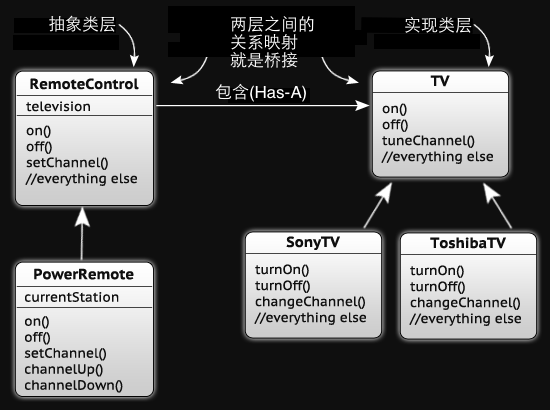 抽象类层
两层之间的
关系映射
就是桥接
实现类层
RemoteControl
television
on()
off()
setChannel()
//everything else
包含(Has-A)
TV
on()
off()
tuneChannel()
//everything else
PowerRemote
currentStation
on()
off()
setChannel()
channelUp()
channelDown()
SonyTV
turnOn()
turnOff()
changeChannel()
//everything else
ToshibaTV
turnOn()
turnOff()
changeChannel()
//everything else